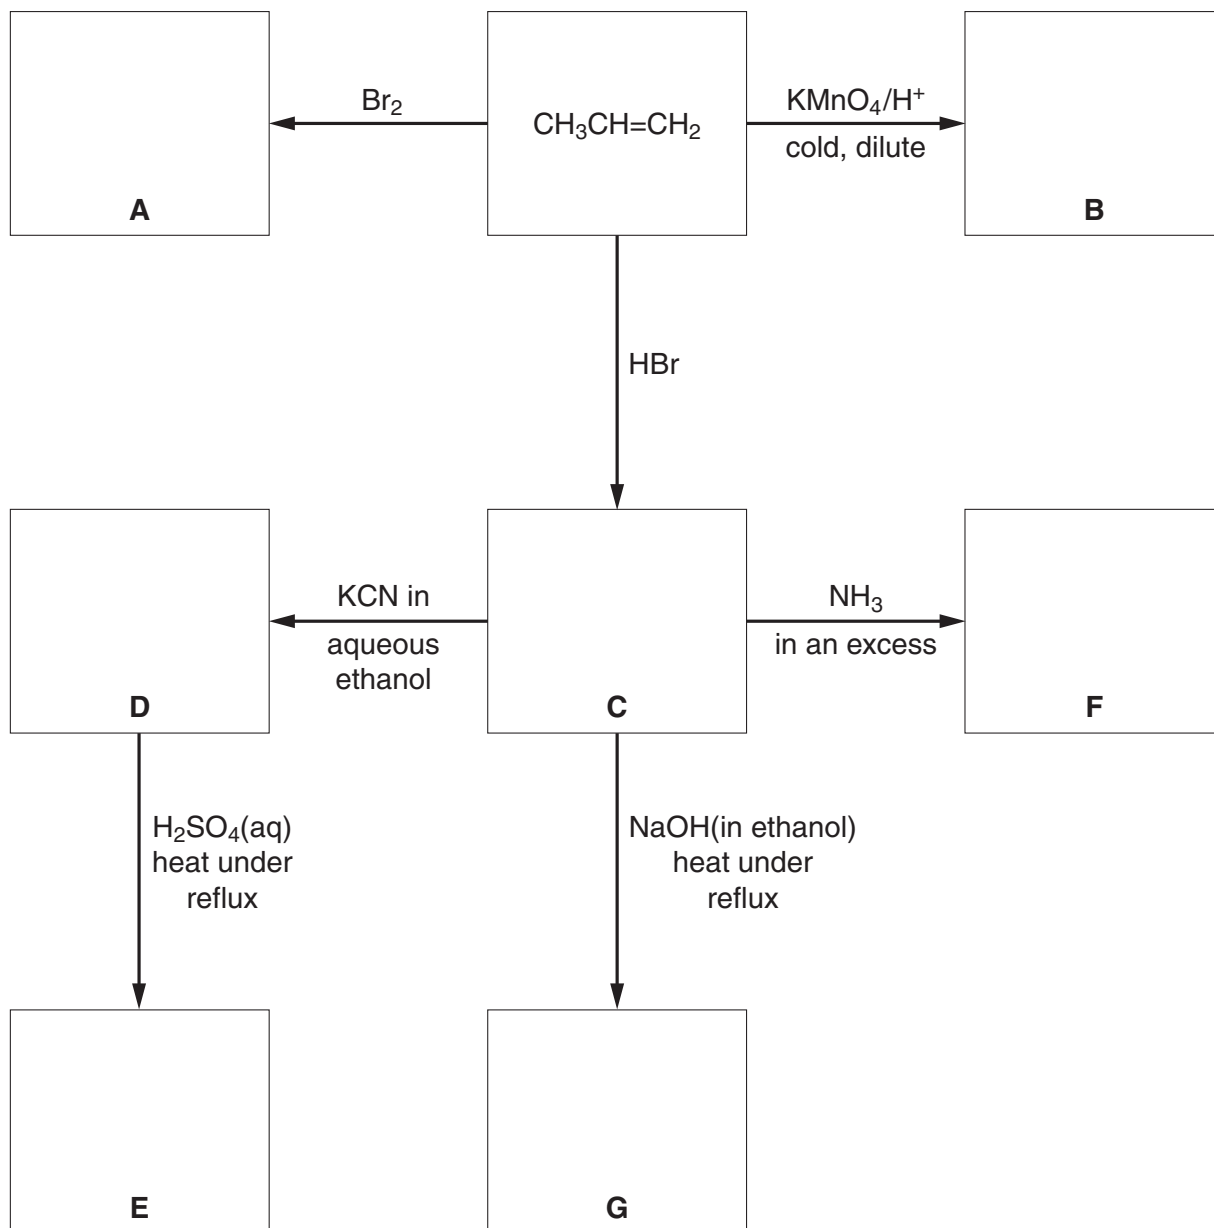 Br₂
CH₃CH=CH₂
KMnO₄/H⁺
cold, dilute
A
B
HBr
KCN in
aqueous
ethanol
NH₃
in an excess
D
C
F
H₂SO₄(aq)
heat under
reflux
NaOH(in ethanol)
heat under
reflux
E
G